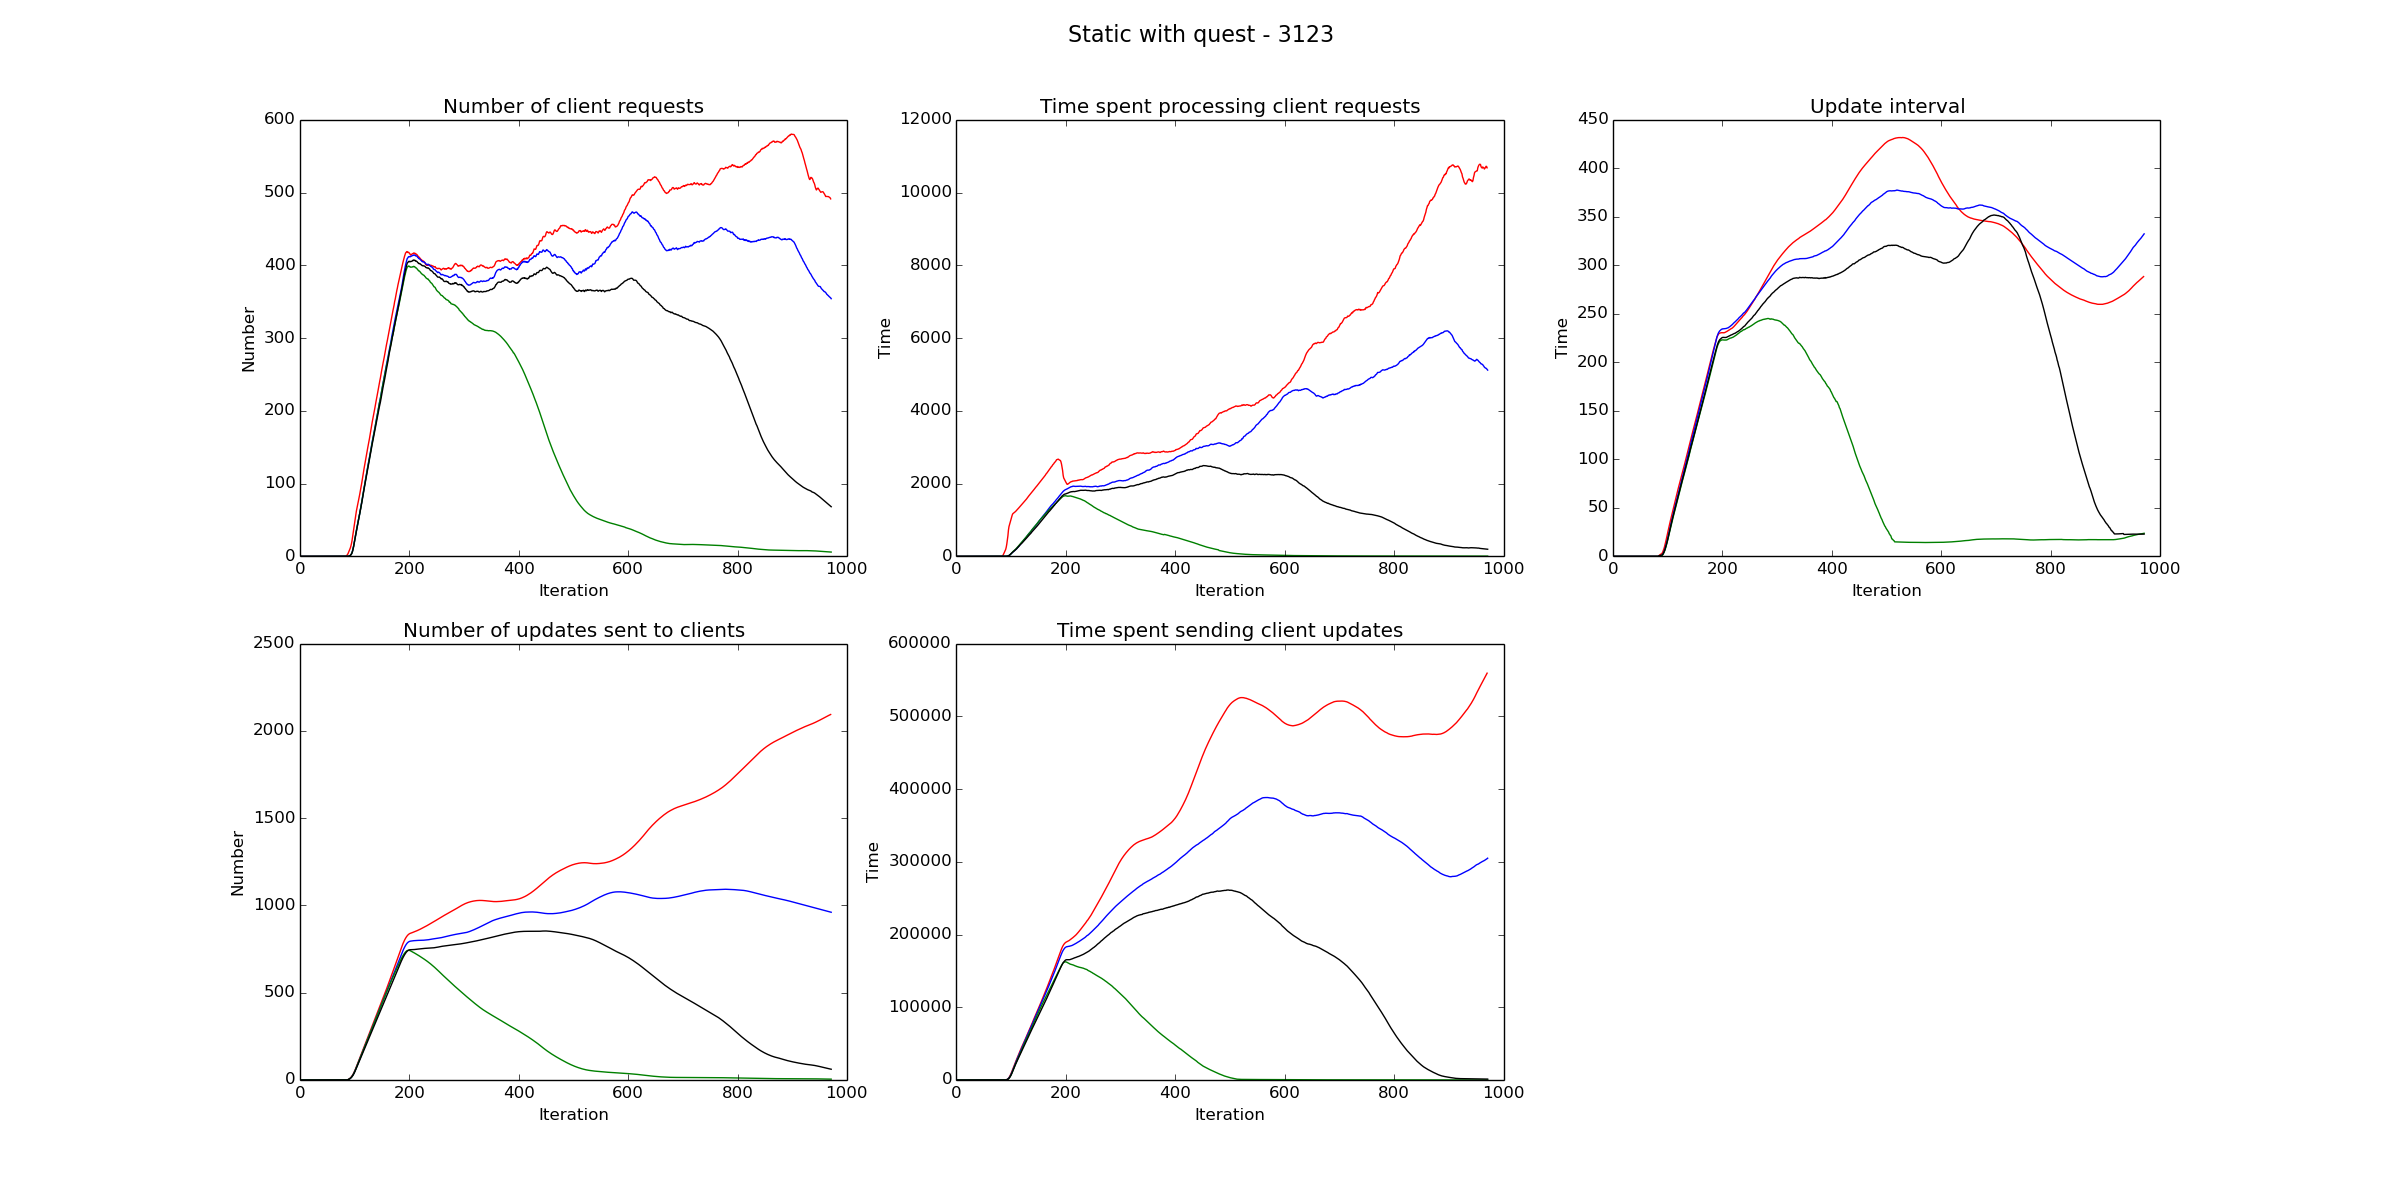 Static with quest - 3123
Number of client requests
600
500
400
300
200
100
0
Number
0 200 400 600 800 1000
Iteration
Time spent processing client requests
12000
10000
8000
6000
4000
2000
0
Time
0 200 400 600 800 1000
Iteration
Update interval
450
400
350
300
250
200
150
100
50
0
Time
0 200 400 600 800 1000
Iteration
Number of updates sent to clients
2500
2000
1500
1000
500
0
Number
0 200 400 600 800 1000
Iteration
Time spent sending client updates
600000
500000
400000
300000
200000
100000
0
Time
0 200 400 600 800 1000
Iteration